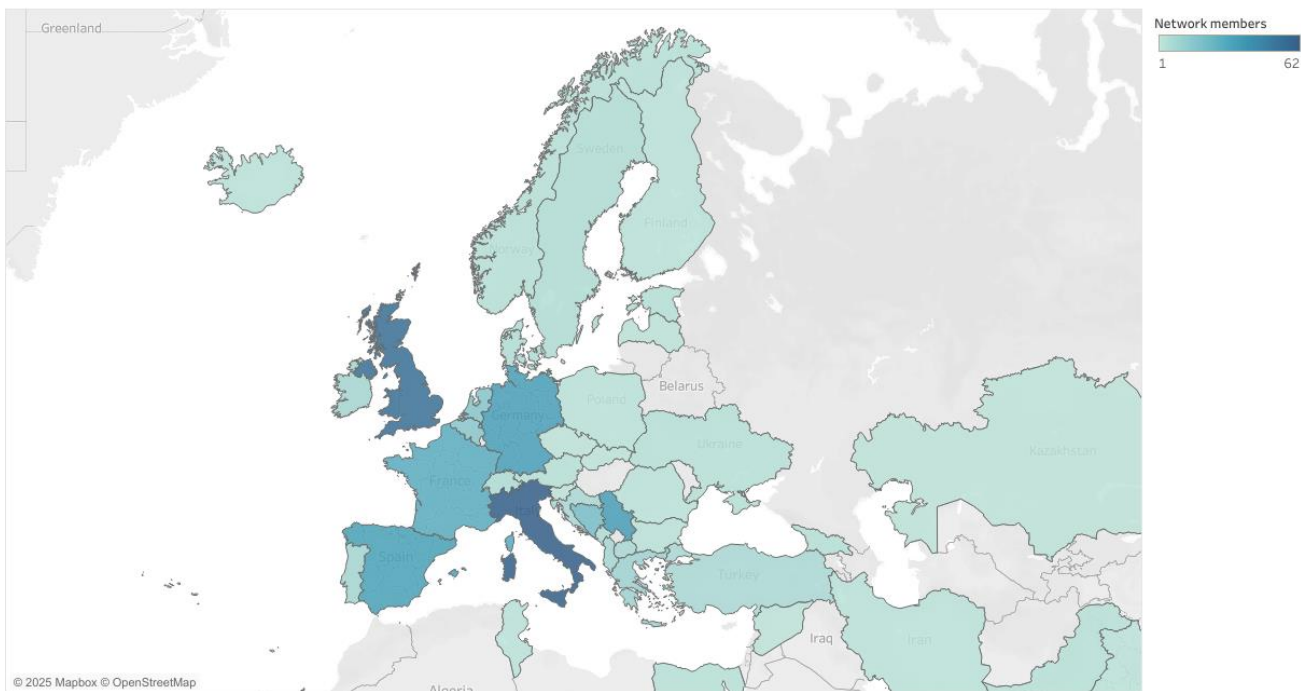 Greenland
Network members
1 62
Sweden
Finland
Norway
Belarus
Poland
Germany
Ukraine
Kazakhstan
France
Spain
Turkey
Iraq
Iran
Algeria
© 2025 Mapbox © OpenStreetMap